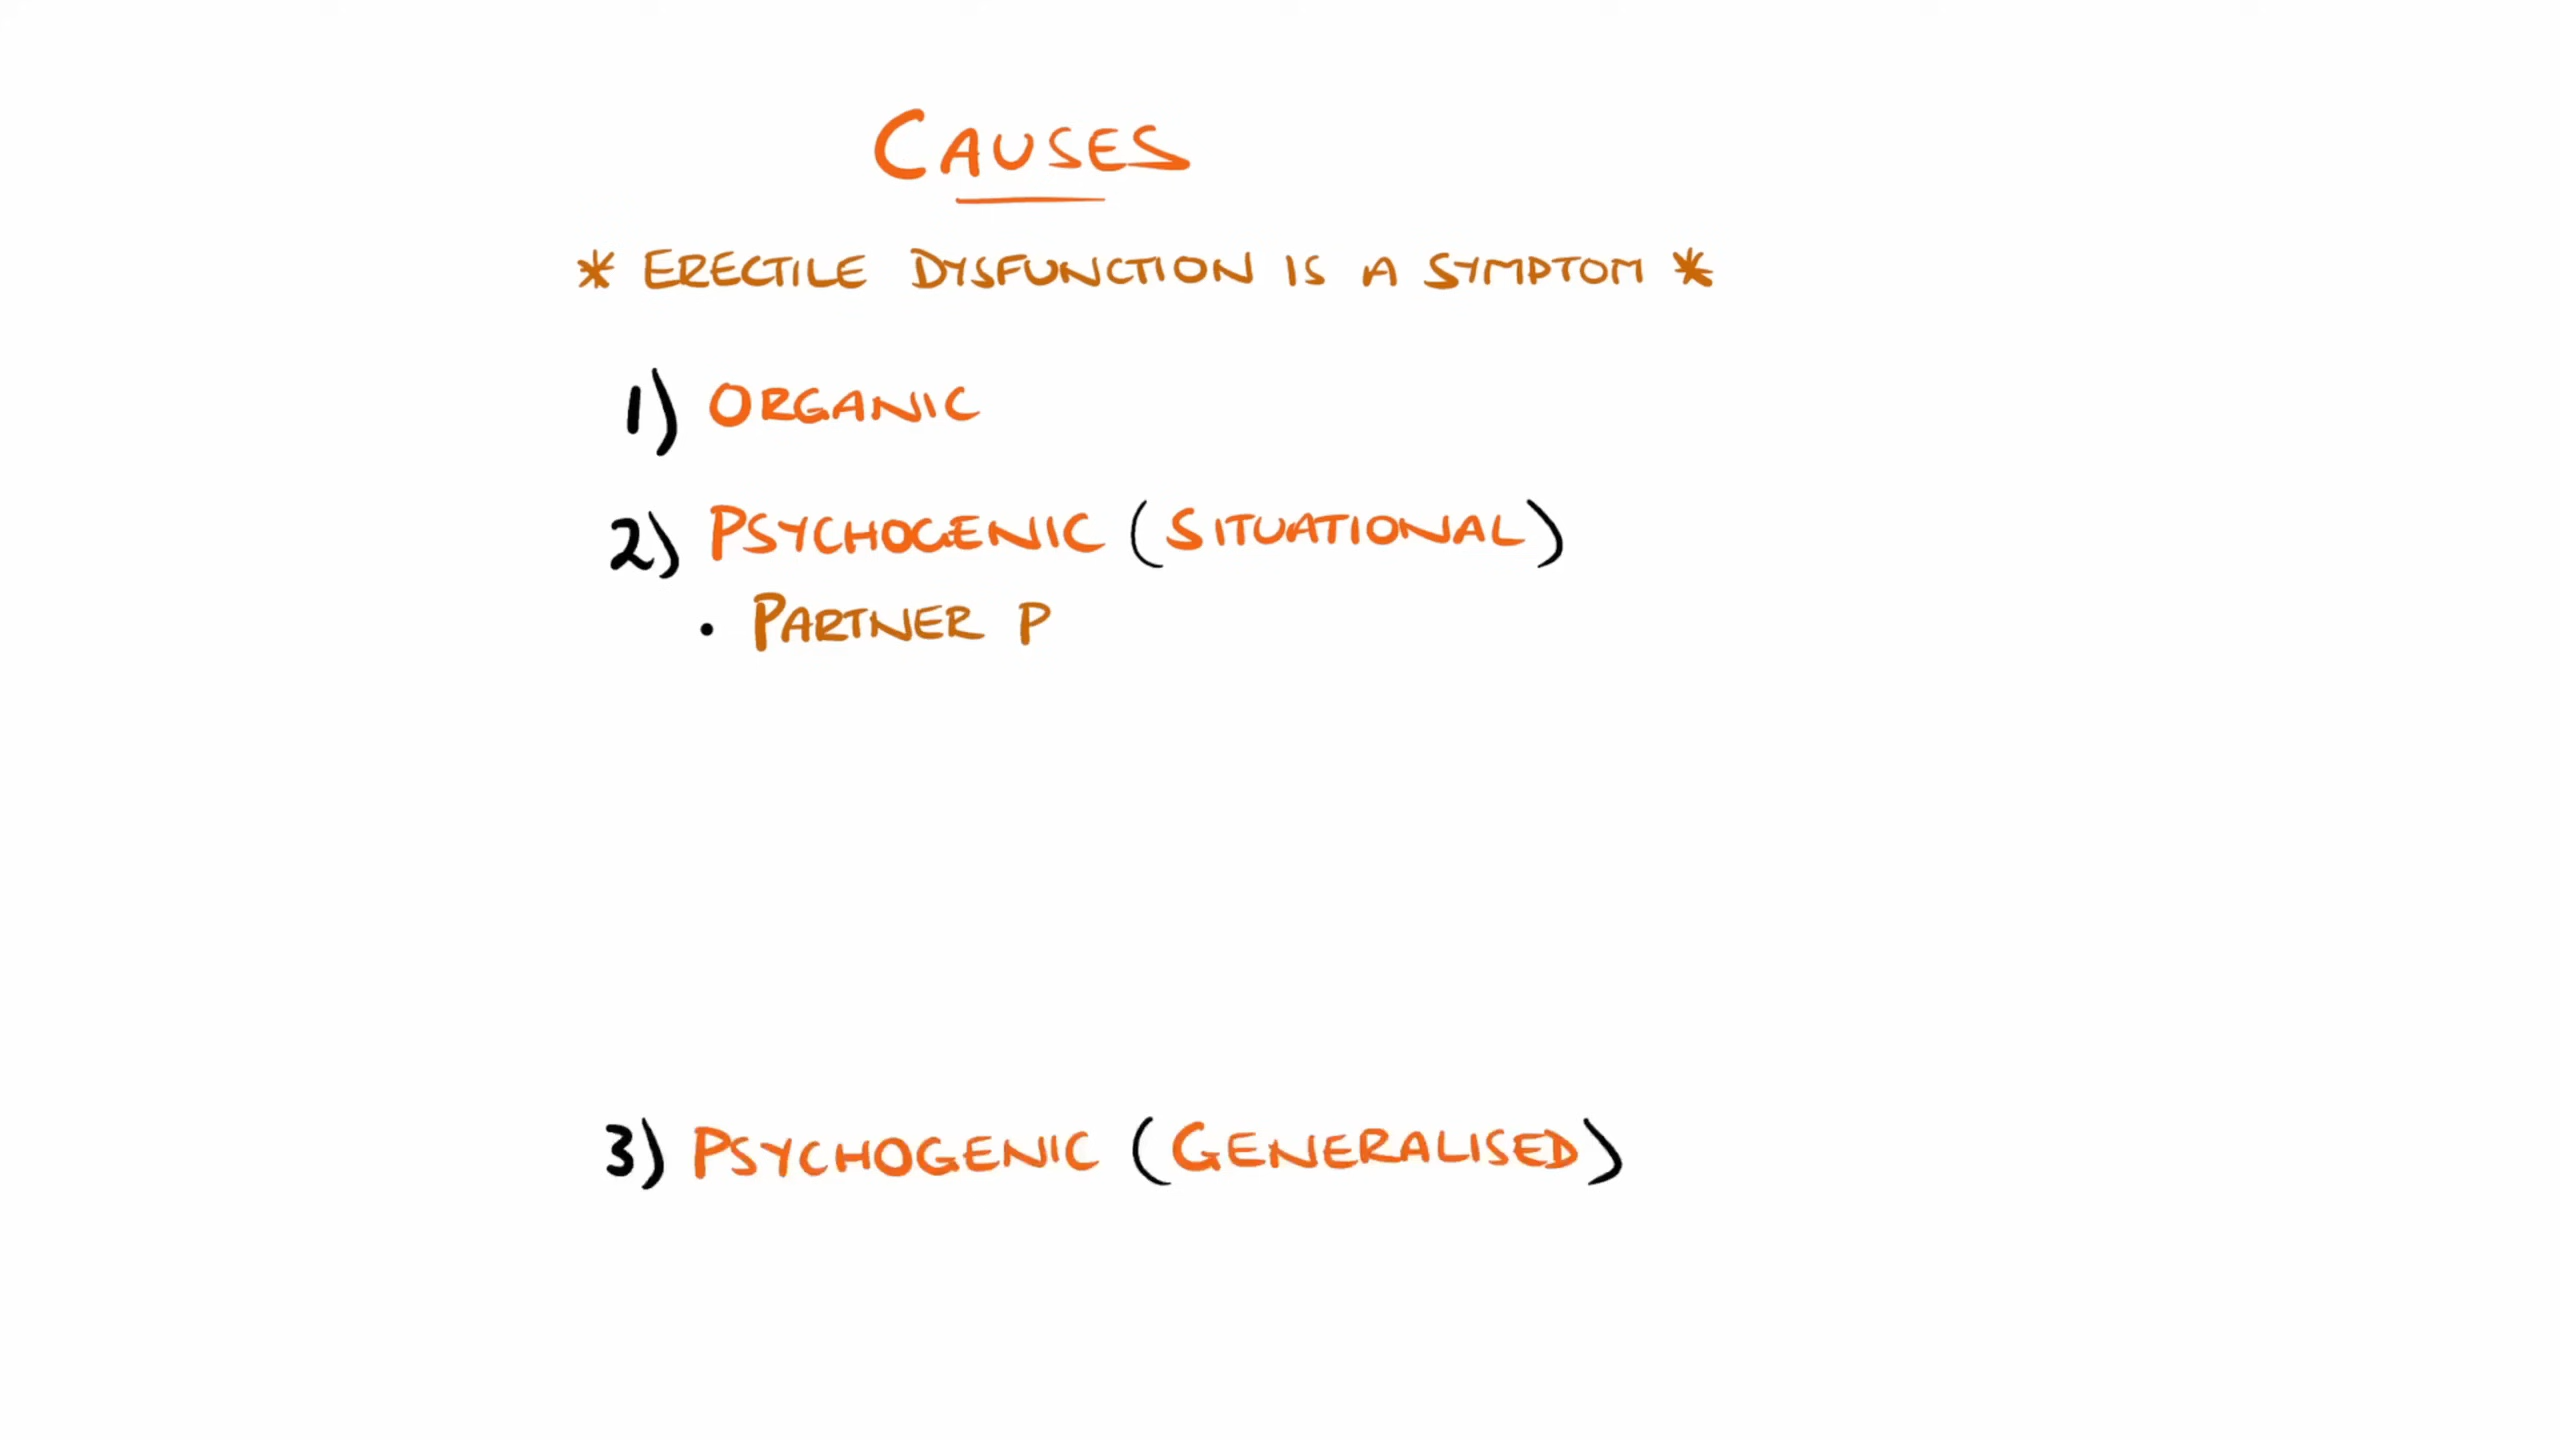 CAUSES
* ERECTILE DYSFUNCTION IS A SYMPTOM *
1) ORGANIC
2) PSYCHOGENIC (SITUATIONAL)
• PARTNER P
3) PSYCHOGENIC (GENERALISED)